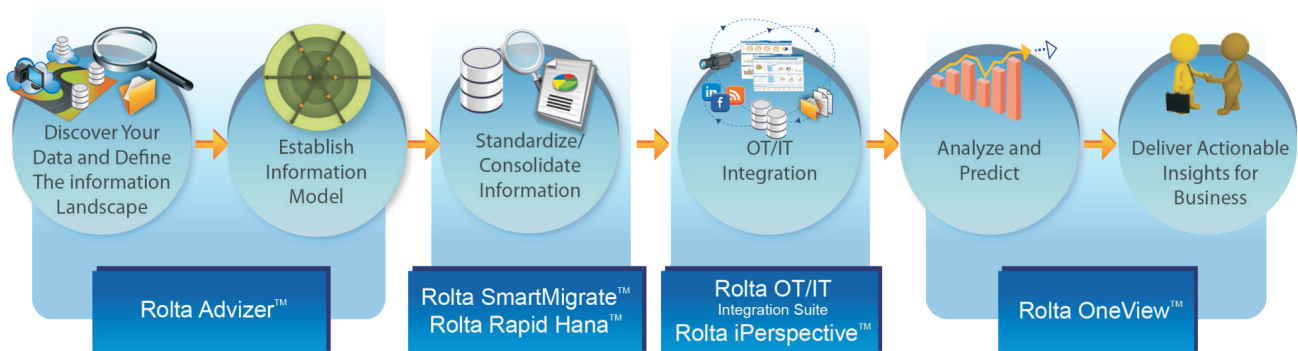 Discover Your
Data and Define
The information
Landscape
Establish
Information
Model
Standardize/
Consolidate
Information
OT/IT
Integration
Analyze and
Predict
Deliver Actionable
Insights for
Business
Rolta Advizer™
Rolta SmartMigrate™
Rolta Rapid Hana™
Rolta OT/IT
Integration Suite
Rolta iPerspective™
Rolta OneView™
in
f